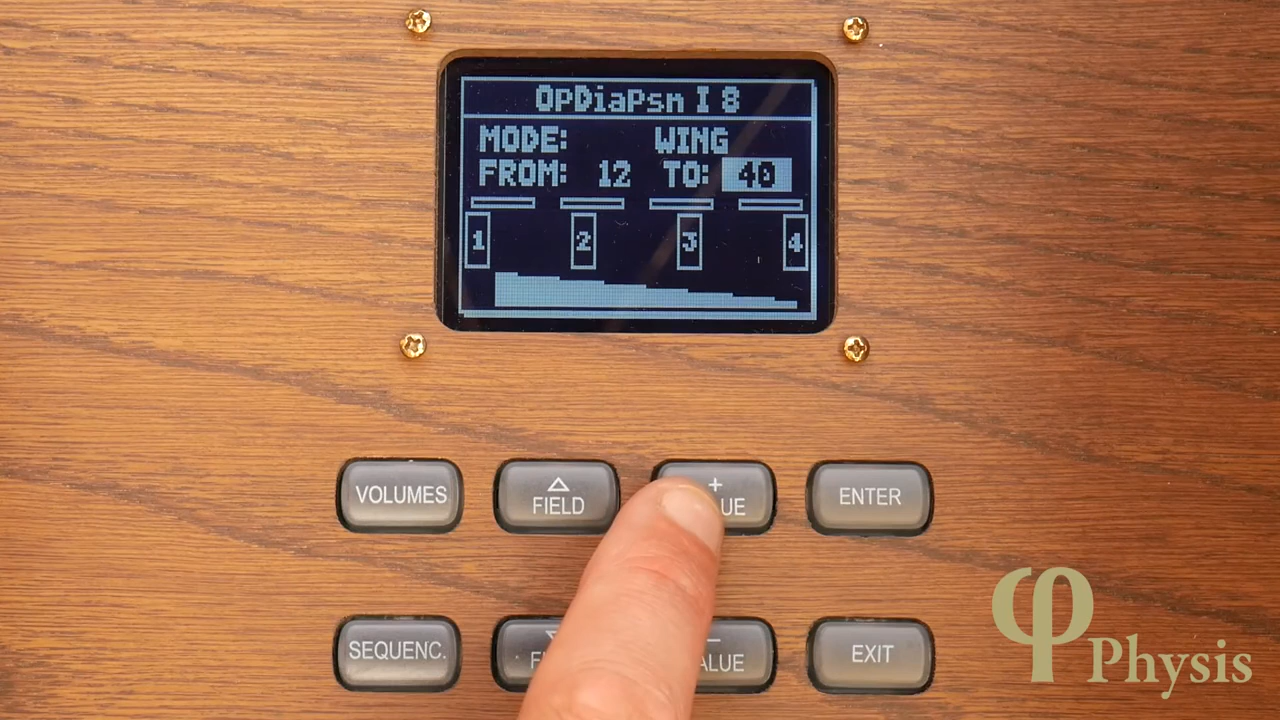 OpDiaPsn I 8
MODE: WING
FROM: 12 TO: 40
1 2 3 4
VOLUMES
△ FIELD
+
ENTER
SEQUENC.
–
EXIT
φ Physis